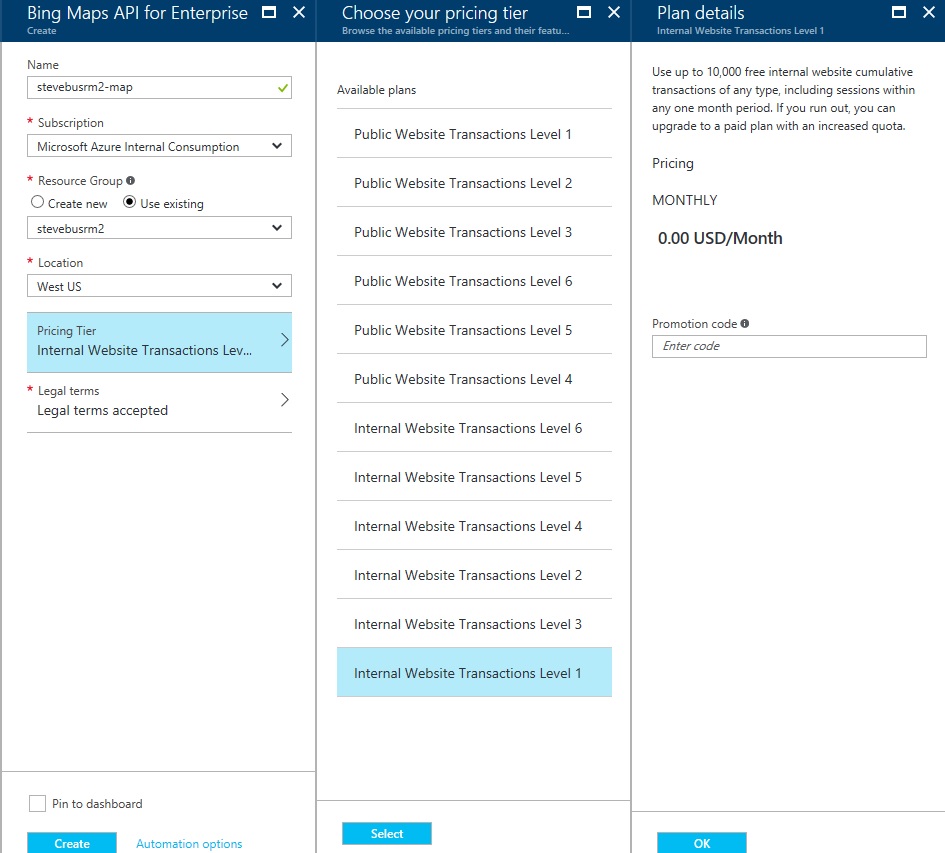 Bing Maps API for Enterprise
Create
Name
stevebusrm2-map
* Subscription
Microsoft Azure Internal Consumption
* Resource Group
Create new Use existing
stevebusrm2
* Location
West US
Pricing Tier
Internal Website Transactions Lev...
* Legal terms
Legal terms accepted
Pin to dashboard
Create Automation options
Choose your pricing tier
Browse the available pricing tiers and their featu...
Available plans
Public Website Transactions Level 1
Public Website Transactions Level 2
Public Website Transactions Level 3
Public Website Transactions Level 6
Public Website Transactions Level 5
Public Website Transactions Level 4
Internal Website Transactions Level 6
Internal Website Transactions Level 5
Internal Website Transactions Level 4
Internal Website Transactions Level 2
Internal Website Transactions Level 3
Internal Website Transactions Level 1
Select
Plan details
Internal Website Transactions Level 1
Use up to 10,000 free internal website cumulative
transactions of any type, including sessions within
any one month period. If you run out, you can
upgrade to a paid plan with an increased quota.
Pricing
MONTHLY
0.00 USD/Month
Promotion code
Enter code
OK